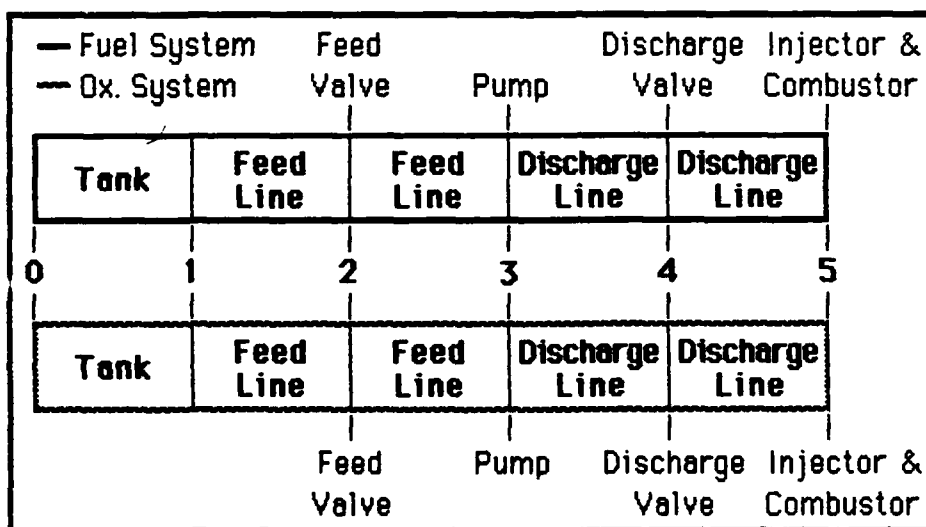 Fuel System
Ox. System
Feed
Valve
Pump
Discharge
Valve
Injector &
Combustor
Tank
Feed
Line
Feed
Line
Discharge
Line
Discharge
Line
0 1 2 3 4 5
Tank
Feed
Line
Feed
Line
Discharge
Line
Discharge
Line
Feed
Valve
Pump
Discharge
Valve
Injector &
Combustor